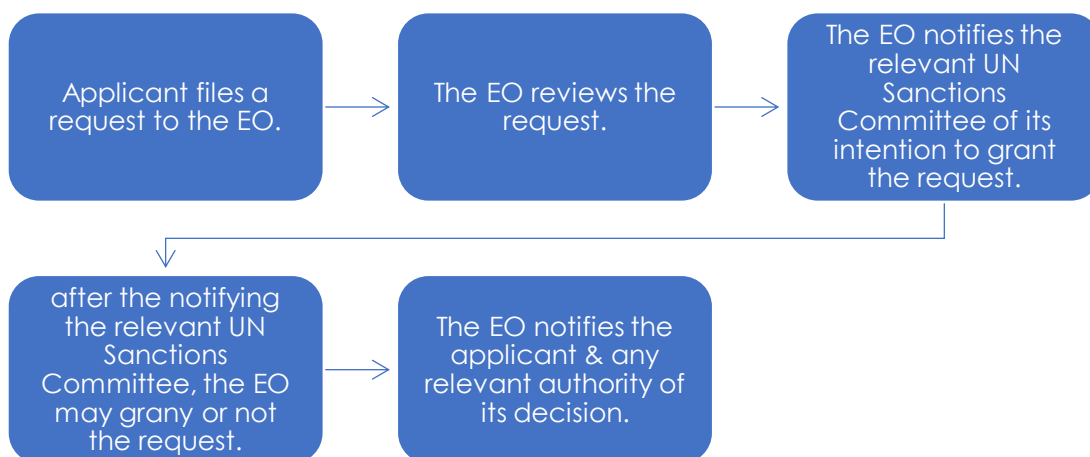 Applicant files a
request to the EO.
The EO reviews the
request.
The EO notifies the
relevant UN
Sanctions
Committee of its
intention to grant
the request.
after the notifying
the relevant UN
Sanctions
Committee, the EO
may grany or not
the request.
The EO notifies the
applicant & any
relevant authority of
its decision.